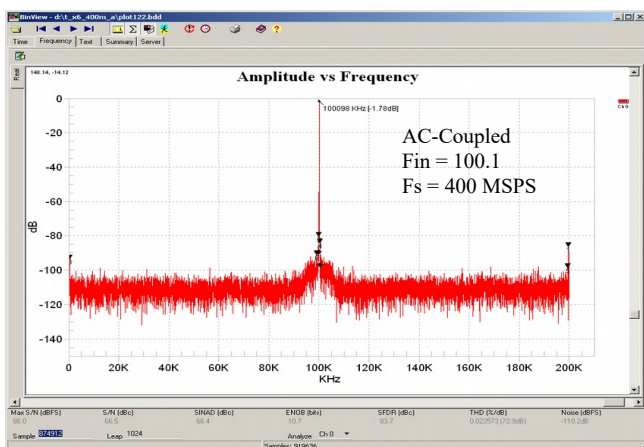 BinView - d:\t_x6_400m_a\plot122.bdd
Time Frequency Text Summary Server
Real
148.14, -14.12
Amplitude vs Frequency
Ch 0
100098 KHz [-1.78dB]
AC-Coupled
Fin = 100.1
Fs = 400 MSPS
0
-20
-40
-60
-80
-100
-120
-140
dB
0 20K 40K 60K 80K 100K 120K 140K 160K 180K 200K
KHz
Max S/N (dBFS) S/N (dBc) SINAD (dBc) ENOB (bits) SFDR (dBc) THD (%/dB) Noise (dBFS)
66.5 66.4 10.7 83.7 0.022573 (72.9dB) -110.2dB
Sample 874912 Leap 1024 Analyze Ch 0
Samples: 919636